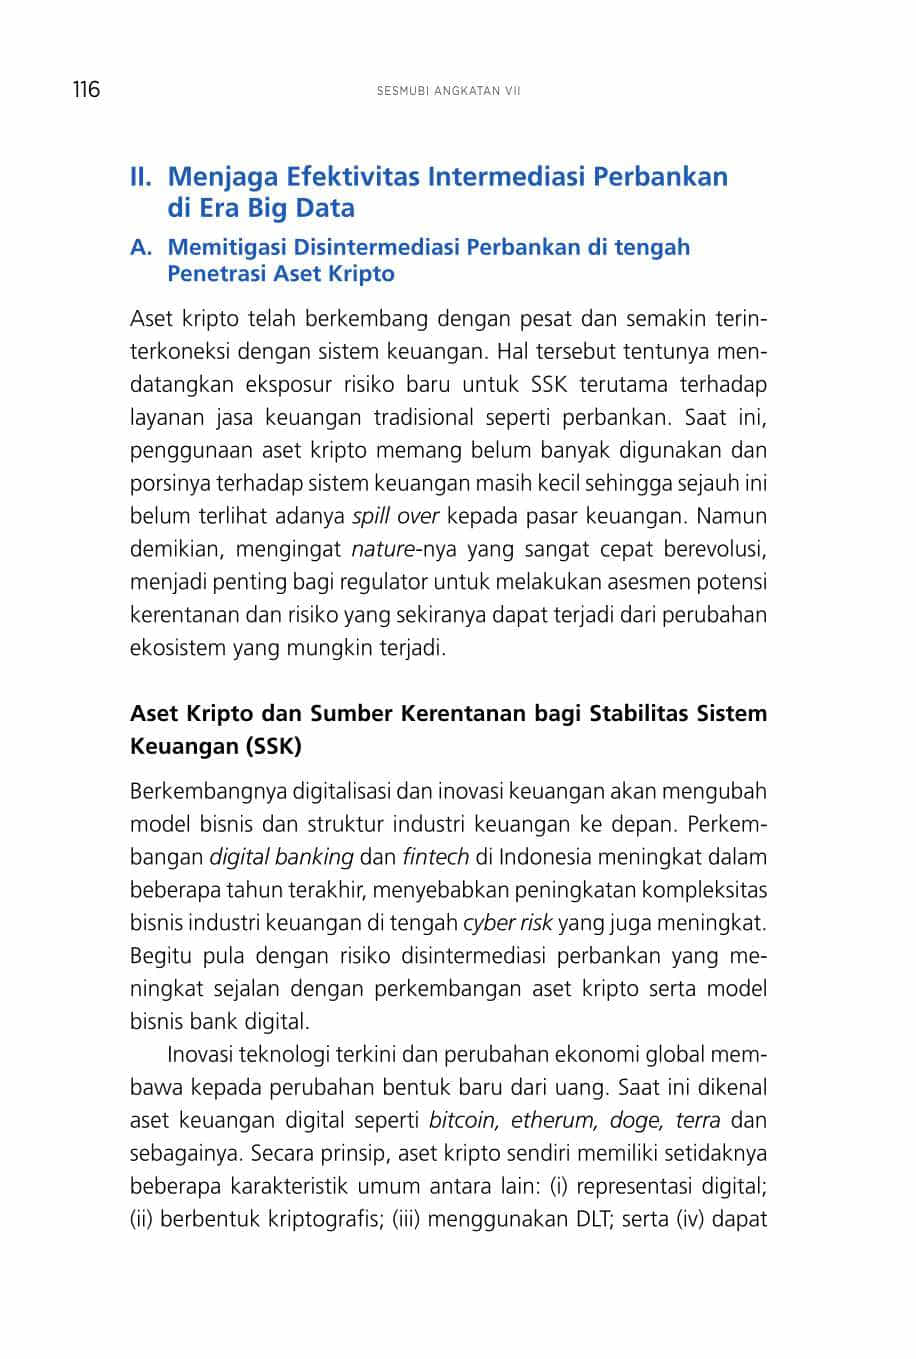 116
SESMUBI ANGKATAN VII
II. Menjaga Efektivitas Intermediasi Perbankan
di Era Big Data
A. Memitigasi Disintermediasi Perbankan di tengah
Penetrasi Aset Kripto
Aset kripto telah berkembang dengan pesat dan semakin terin-
terkoneksi dengan sistem keuangan. Hal tersebut tentunya men-
datangkan eksposur risiko baru untuk SSK terutama terhadap
layanan jasa keuangan tradisional seperti perbankan. Saat ini,
penggunaan aset kripto memang belum banyak digunakan dan
porsinya terhadap sistem keuangan masih kecil sehingga sejauh ini
belum terlihat adanya spill over kepada pasar keuangan. Namun
demikian, mengingat nature-nya yang sangat cepat berevolusi,
menjadi penting bagi regulator untuk melakukan asesmen potensi
kerentanan dan risiko yang sekiranya dapat terjadi dari perubahan
ekosistem yang mungkin terjadi.
Aset Kripto dan Sumber Kerentanan bagi Stabilitas Sistem
Keuangan (SSK)
Berkembangnya digitalisasi dan inovasi keuangan akan mengubah
model bisnis dan struktur industri keuangan ke depan. Perkem-
bangan digital banking dan fintech di Indonesia meningkat dalam
beberapa tahun terakhir, menyebabkan peningkatan kompleksitas
bisnis industri keuangan di tengah cyber risk yang juga meningkat.
Begitu pula dengan risiko disintermediasi perbankan yang me-
ningkat sejalan dengan perkembangan aset kripto serta model
bisnis bank digital.
Inovasi teknologi terkini dan perubahan ekonomi global mem-
bawa kepada perubahan bentuk baru dari uang. Saat ini dikenal
aset keuangan digital seperti bitcoin, etherum, doge, terra dan
sebagainya. Secara prinsip, aset kripto sendiri memiliki setidaknya
beberapa karakteristik umum antara lain: (i) representasi digital;
(ii) berbentuk kriptografis; (iii) menggunakan DLT; serta (iv) dapat